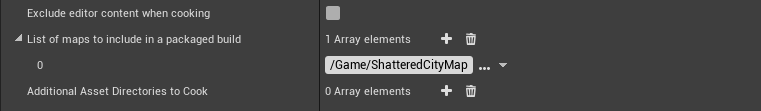 Exclude editor content when cooking
List of maps to include in a packaged build 1 Array elements
0 /Game/ShatteredCityMap ...
Additional Asset Directories to Cook 0 Array elements